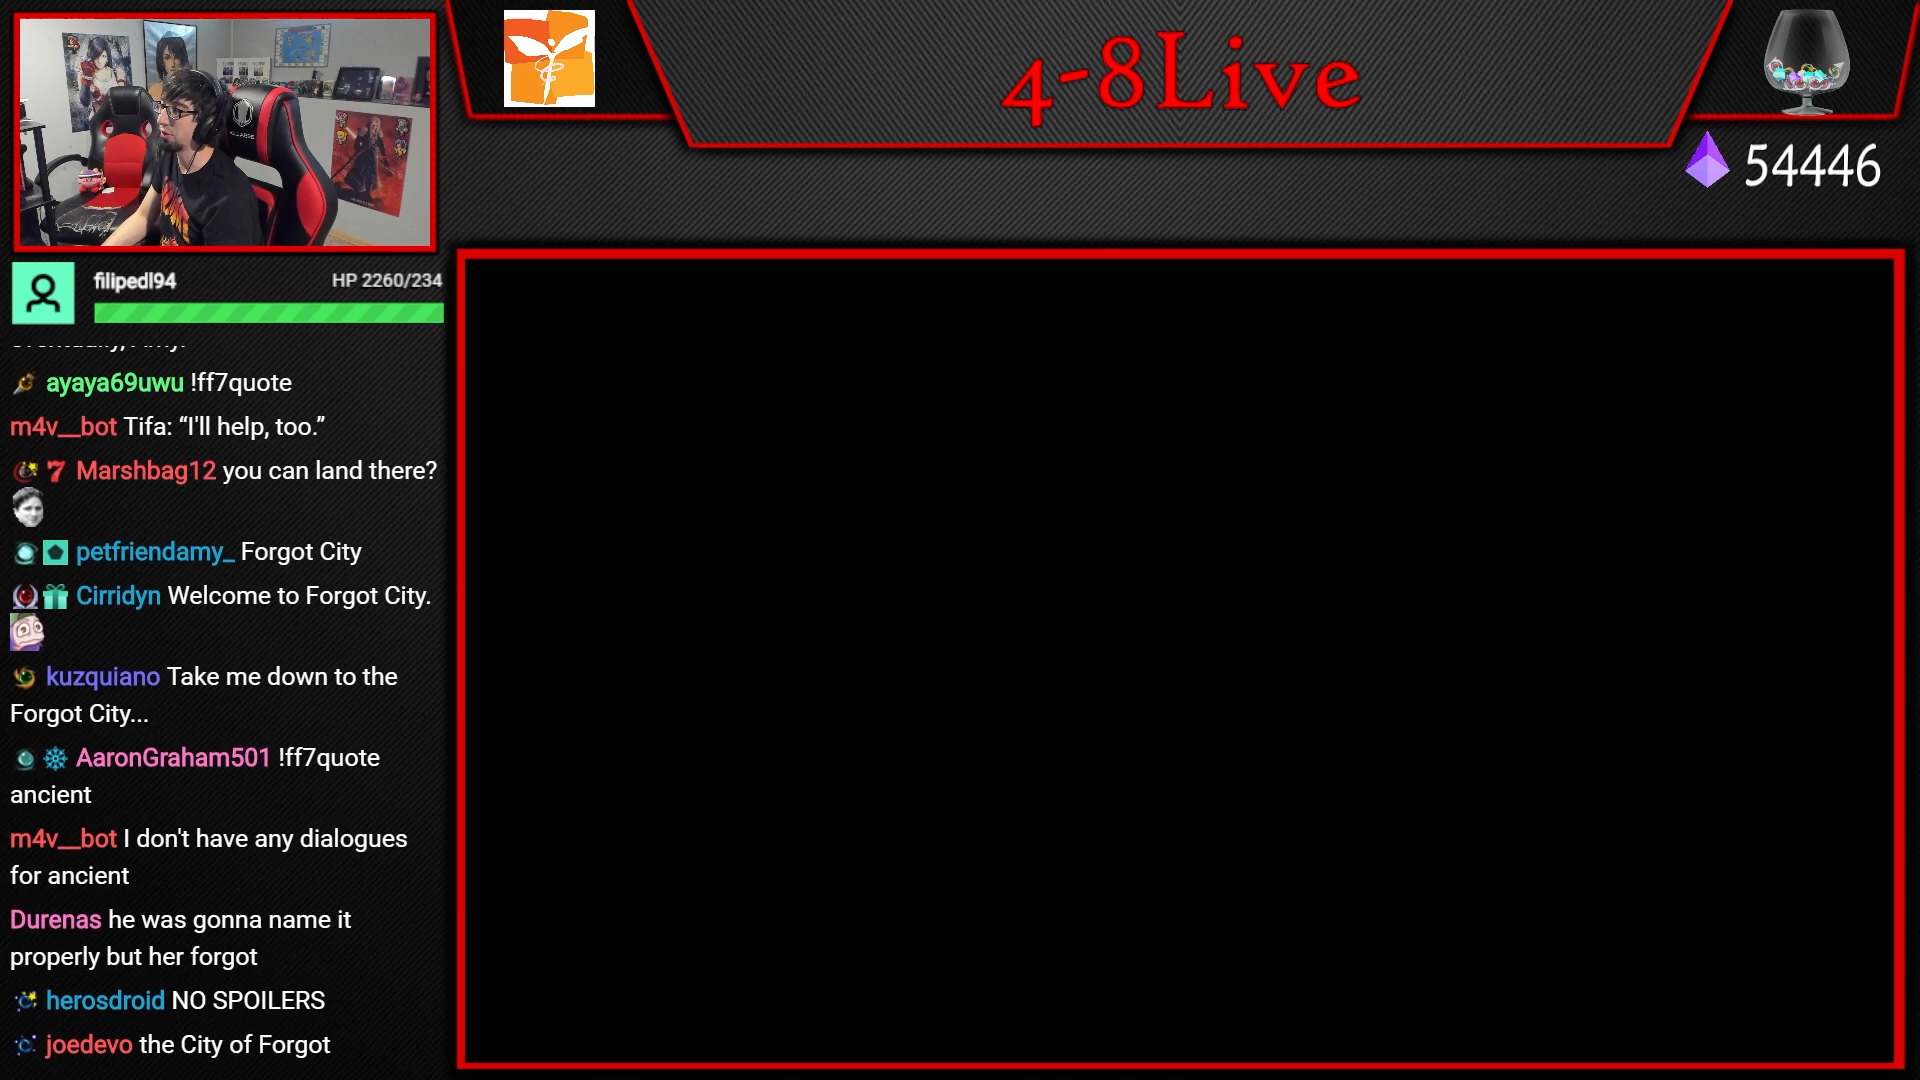 4-8Live
54446
filipedl94 HP 2260/234
ayaya69uwu !ff7quote
m4v__bot Tifa: “I'll help, too.”
7 Marshbag12 you can land there?
petfriendamy_ Forgot City
Cirridyn Welcome to Forgot City.
kuzquiano Take me down to the
Forgot City...
AaronGraham501 !ff7quote
ancient
m4v__bot I don't have any dialogues
for ancient
Durenas he was gonna name it
properly but her forgot
herosdroid NO SPOILERS
joedevo the City of Forgot